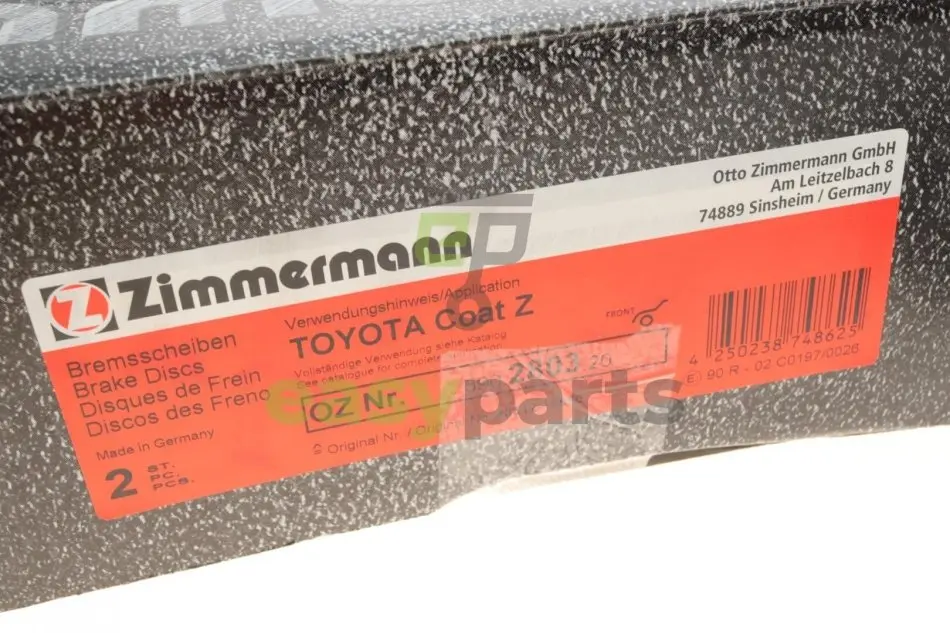 Zimmermann
Otto Zimmermann GmbH
Am Leitzelbach 8
74889 Sinsheim / Germany
Bremsscheiben
Brake Discs
Disques de Frein
Discos des Freno
Made in Germany
2 ST.
PC.
PCS.
Verwendungshinweis/Application
TOYOTA Coat Z
Vollständige Verwendung siehe Katalog
See catalogue for complete
OZ Nr.
2803 20
Original Nr. /
FRONT
4 250238 748625
E1 90 R - 02 C0197/0026
easyparts